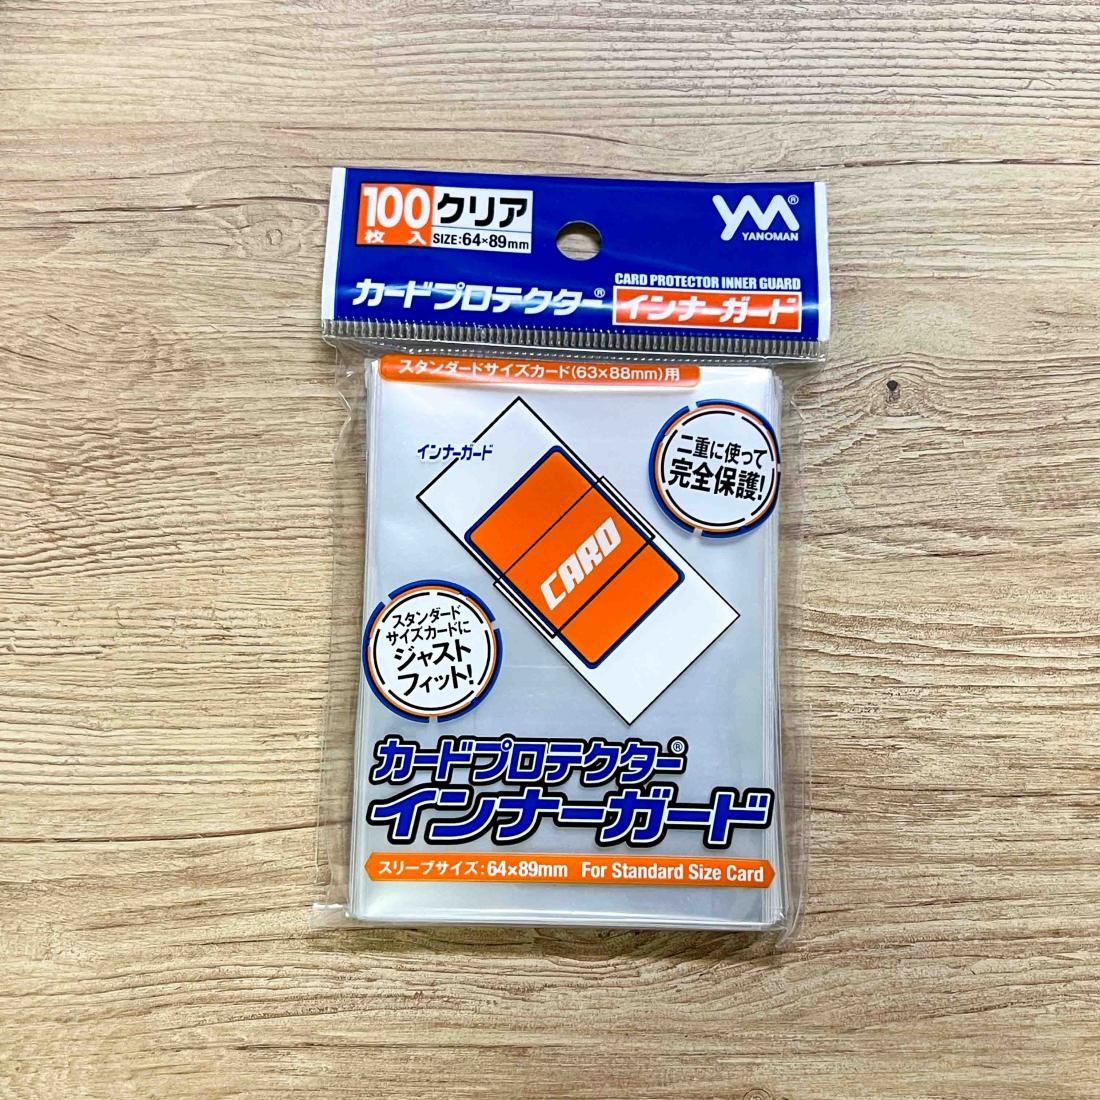 100
枚入
クリア
SIZE:64×89mm
YM®
YANOMAN
CARD PROTECTOR INNER GUARD
カードプロテクター® インナーガード
スタンダードサイズカード(63×88mm)用
インナーガード
二重に使って
完全保護!
CARD
スタンダード
サイズカードに
ジャスト
フィット!
カードプロテクター®
インナーガード
スリーブサイズ:64×89mm For Standard Size Card